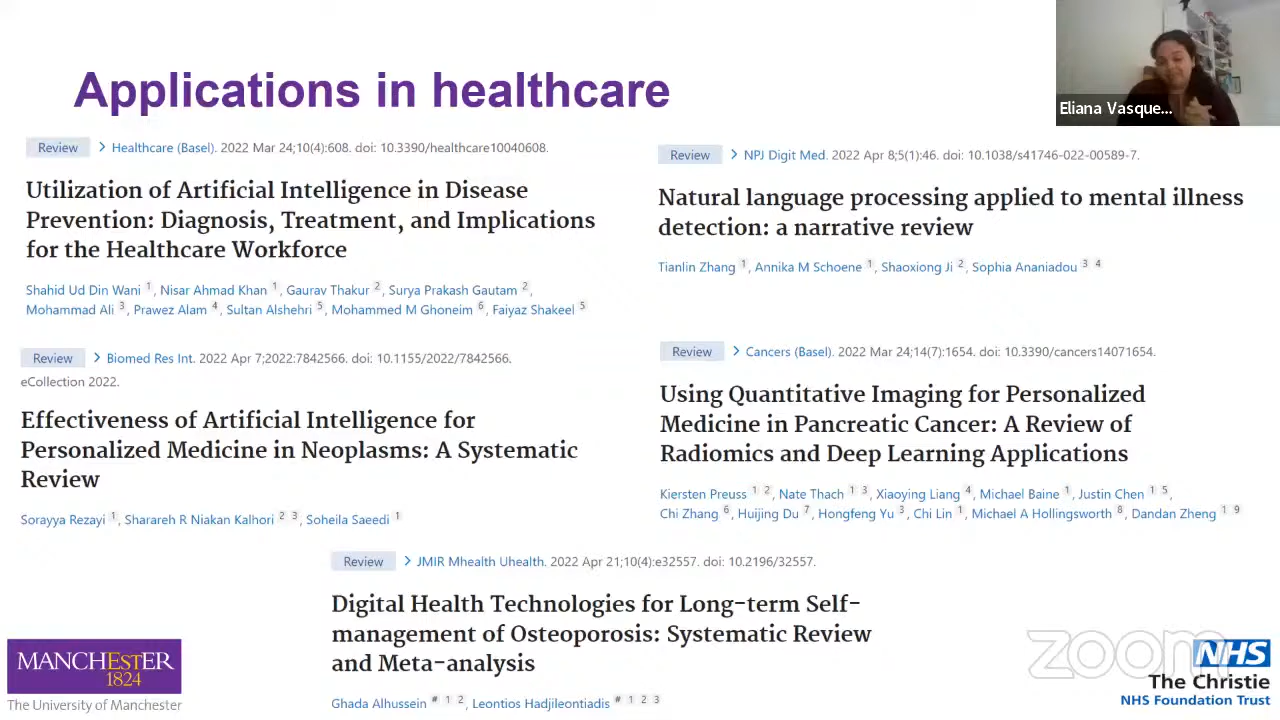 Applications in healthcare
Eliana Vasque...
Review > Healthcare (Basel). 2022 Mar 24;10(4):608. doi: 10.3390/healthcare10040608.
Utilization of Artificial Intelligence in Disease
Prevention: Diagnosis, Treatment, and Implications
for the Healthcare Workforce
Shahid Ud Din Wani 1, Nisar Ahmad Khan 1, Gaurav Thakur 2, Surya Prakash Gautam 2,
Mohammad Ali 3, Prawez Alam 4, Sultan Alshehri 5, Mohammed M Ghoneim 6, Faiyaz Shakeel 5
Review > NPJ Digit Med. 2022 Apr 8;5(1):46. doi: 10.1038/s41746-022-00589-7.
Natural language processing applied to mental illness
detection: a narrative review
Tianlin Zhang 1, Annika M Schoene 1, Shaoxiong Ji 2, Sophia Ananiadou 3 4
Review > Biomed Res Int. 2022 Apr 7;2022:7842566. doi: 10.1155/2022/7842566.
eCollection 2022.
Effectiveness of Artificial Intelligence for
Personalized Medicine in Neoplasms: A Systematic
Review
Sorayya Rezayi 1, Sharareh R Niakan Kalhori 2 3, Soheila Saeedi 1
Review > Cancers (Basel). 2022 Mar 24;14(7):1654. doi: 10.3390/cancers14071654.
Using Quantitative Imaging for Personalized
Medicine in Pancreatic Cancer: A Review of
Radiomics and Deep Learning Applications
Kiersten Preuss 1 2, Nate Thach 1 3, Xiaoying Liang 4, Michael Baine 1, Justin Chen 1 5,
Chi Zhang 6, Huijing Du 7, Hongfeng Yu 3, Chi Lin 1, Michael A Hollingsworth 8, Dandan Zheng 1 9
Review > JMIR Mhealth Uhealth. 2022 Apr 21;10(4):e32557. doi: 10.2196/32557.
Digital Health Technologies for Long-term Self-
management of Osteoporosis: Systematic Review
and Meta-analysis
Ghada Alhussein # 1 2, Leontios Hadjileontiadis # 1 2 3
MANCHESTER
1824
The University of Manchester
zoom
NHS
The Christie
NHS Foundation Trust